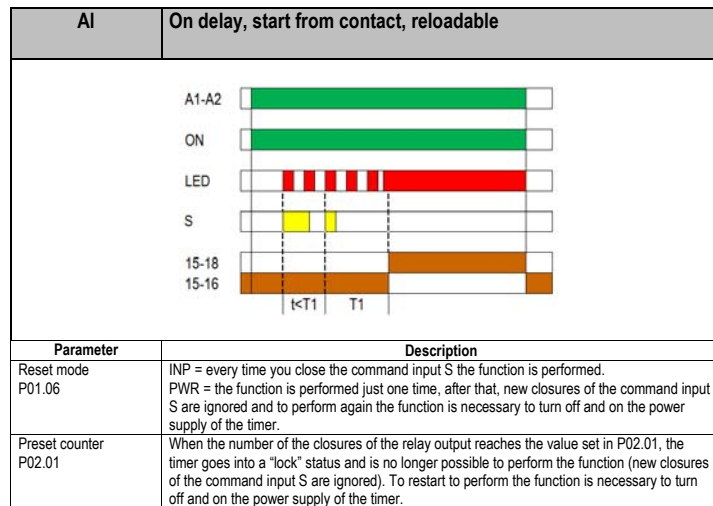 AI
On delay, start from contact, reloadable
A1-A2
ON
LED
S
15-18
15-16
t<T1
T1
Parameter
Description
Reset mode
P01.06
INP = every time you close the command input S the function is performed.
PWR = the function is performed just one time, after that, new closures of the command input
S are ignored and to perform again the function is necessary to turn off and on the power
supply of the timer.
Preset counter
P02.01
When the number of the closures of the relay output reaches the value set in P02.01, the
timer goes into a “lock” status and is no longer possible to perform the function (new closures
of the command input S are ignored). To restart to perform the function is necessary to turn
off and on the power supply of the timer.